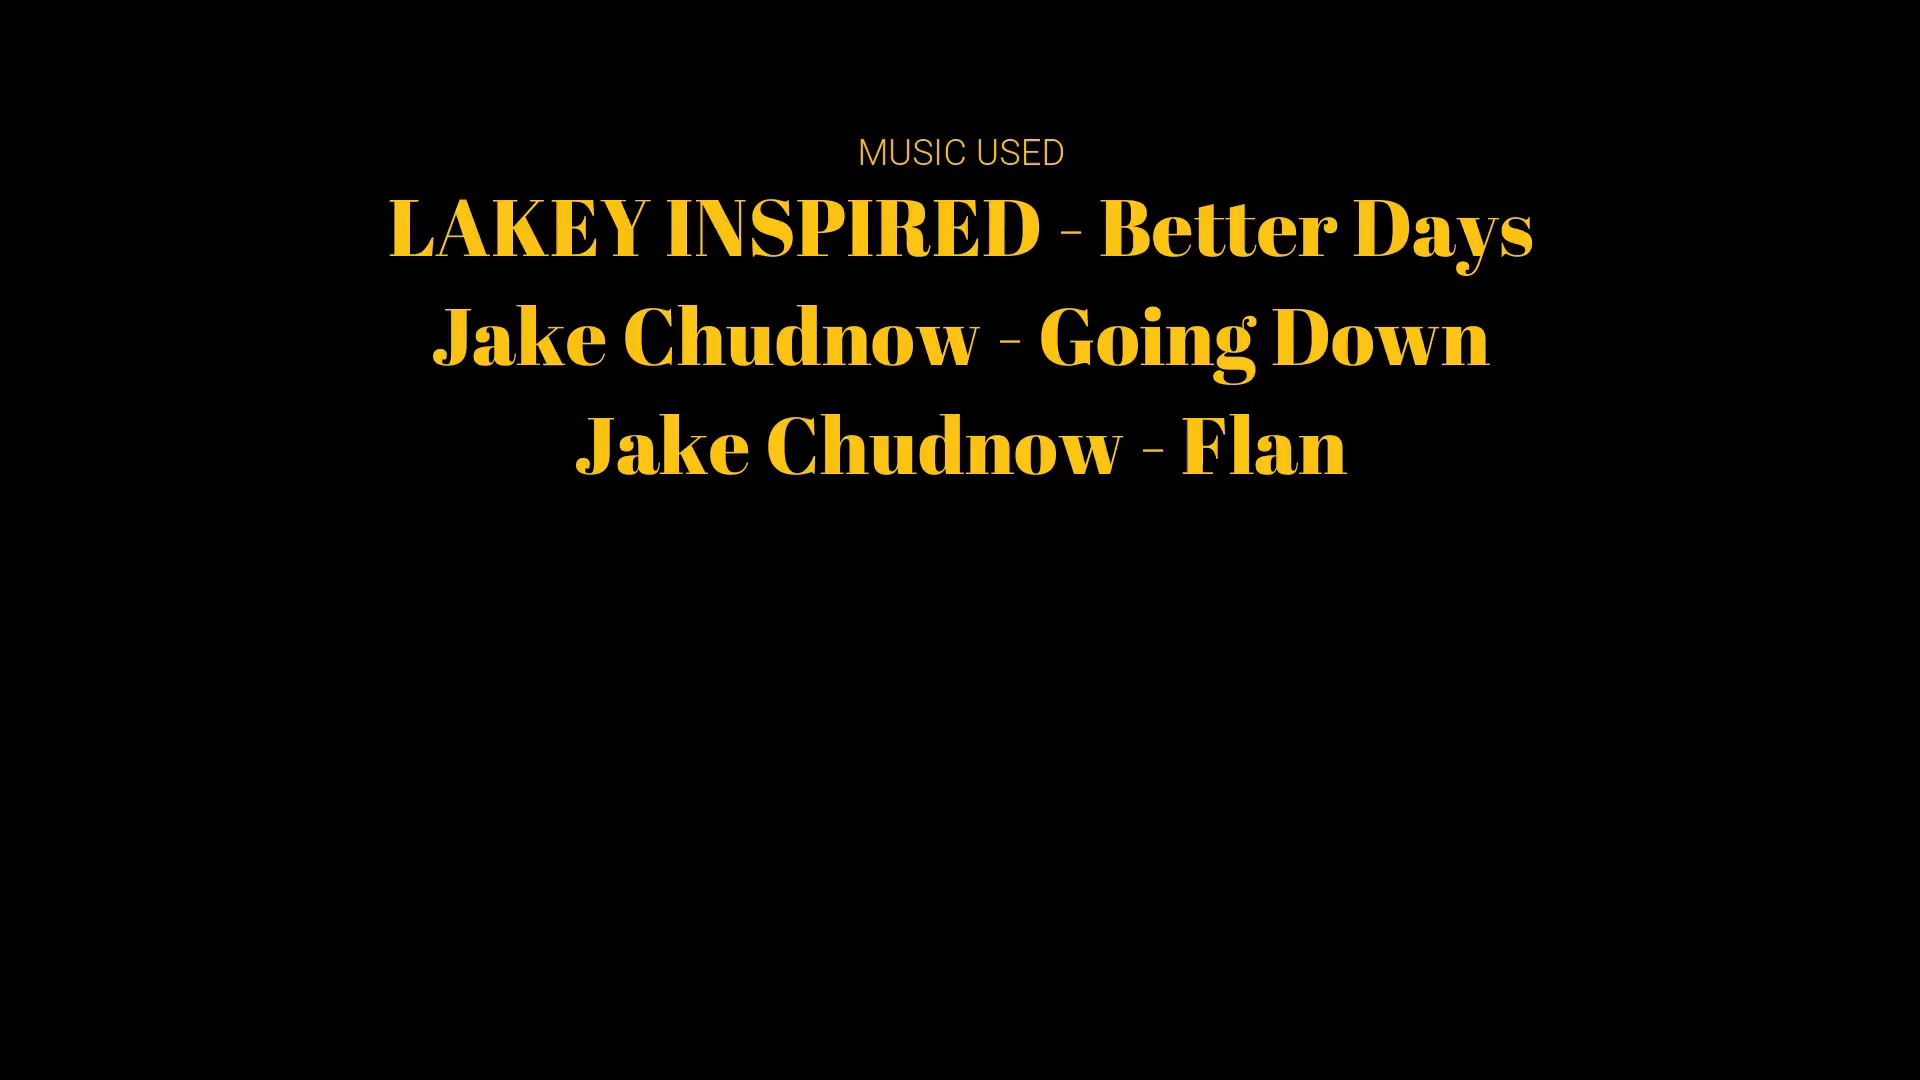 MUSIC USED
LAKEY INSPIRED - Better Days
Jake Chudnow - Going Down
Jake Chudnow - Flan